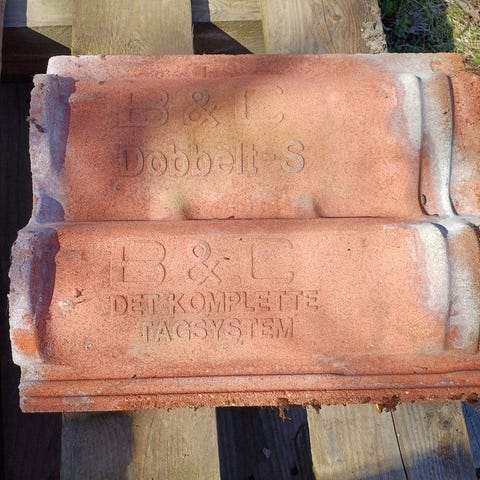 B & C
Dobbelt-S
B & C
DET KOMPLETTE
TAGSYSTEM